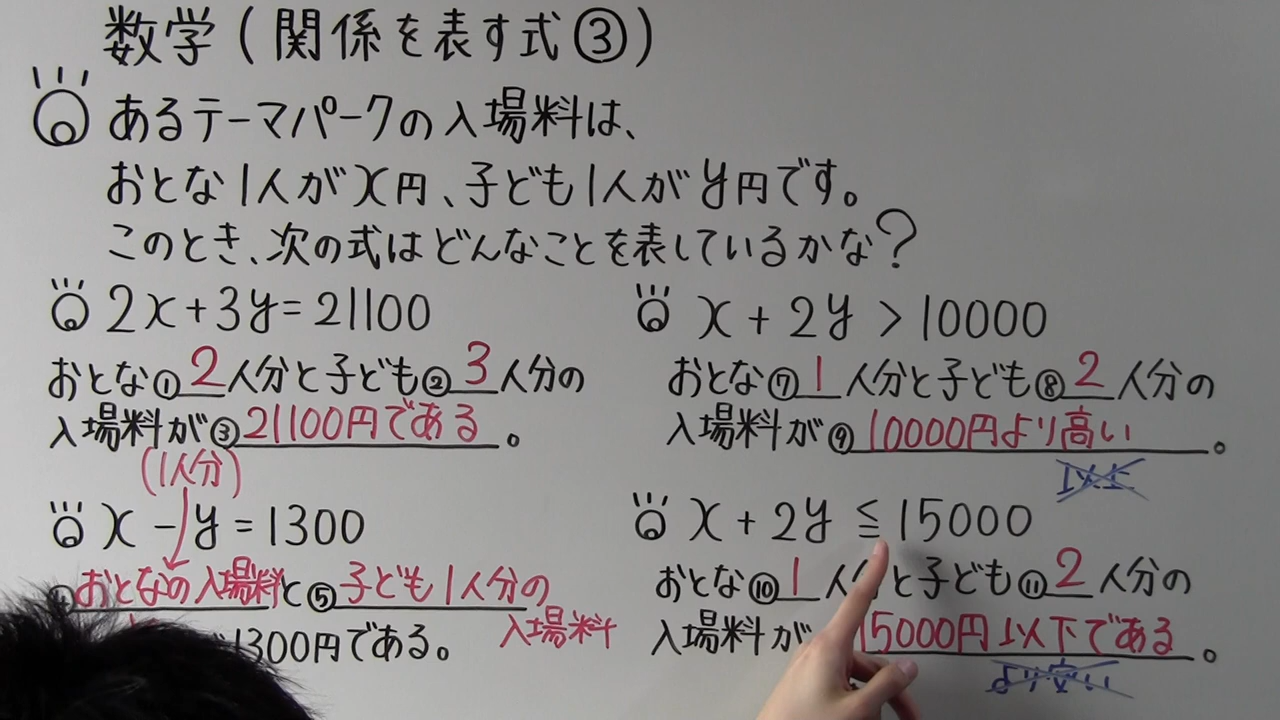 数学(関係を表す式③)
あるテーマパークの入場料は、
おとな1人がx円、子ども1人がy円です。
このとき、次の式はどんなことを表しているかな?
2x+3y=21100
おとな①2人分と子ども②3人分の
入場料が③21100円である。
(1人分)
x-y=1300
おとなの入場料と⑤子ども1人分の
入場料
1300円である。
x+2y>10000
おとな⑦1人分と子ども⑧2人分の
入場料が⑨10000円より高い。
以上
x+2y≦15000
おとな⑩1人分と子ども⑪2人分の
入場料が15000円以下である。
より安い